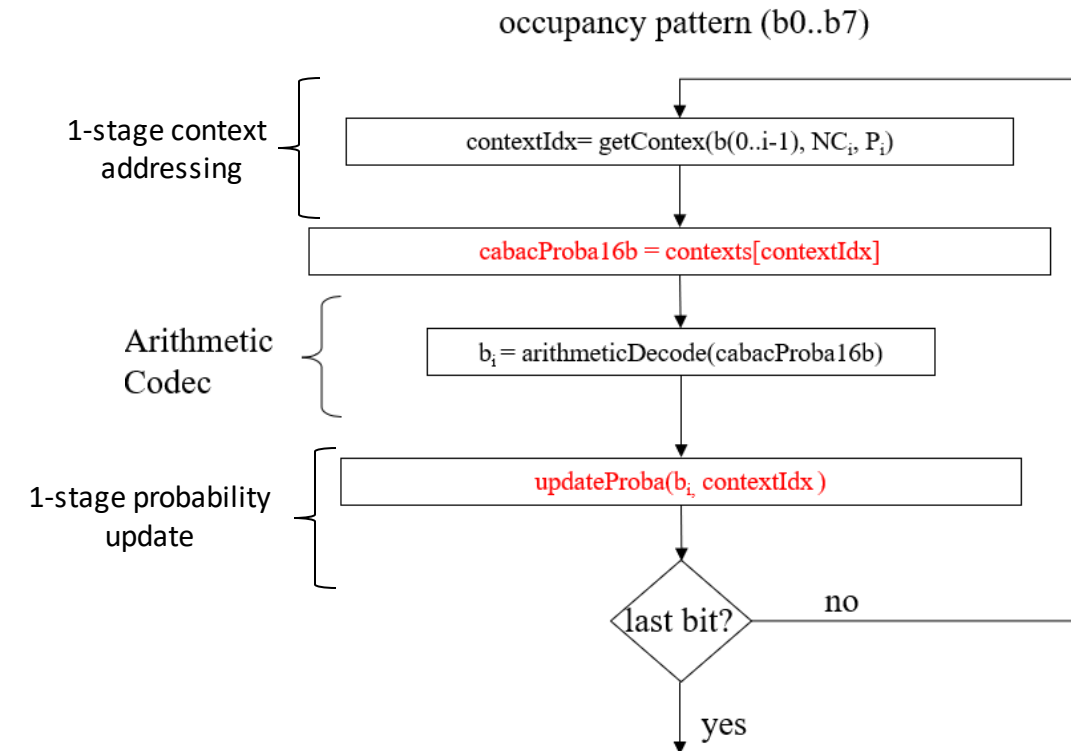 occupancy pattern (b0..b7)
1-stage context
addressing
contextIdx= getContex(b(0..i-1), NCi, Pi)
cabacProba16b = contexts[contextIdx]
Arithmetic
Codec
bi = arithmeticDecode(cabacProba16b)
1-stage probability
update
updateProba(bi, contextIdx )
last bit?
no
yes